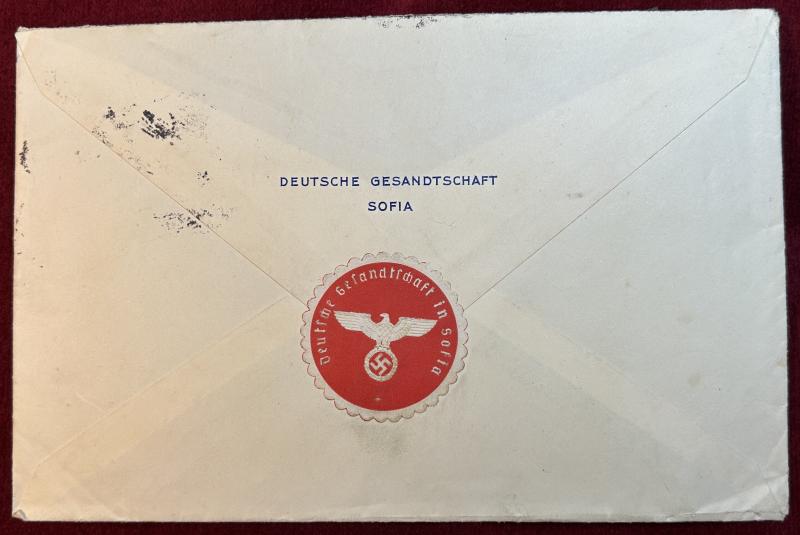 DEUTSCHE GESANDTSCHAFT
SOFIA
Deutſche Geſandtſchaft in Sofia